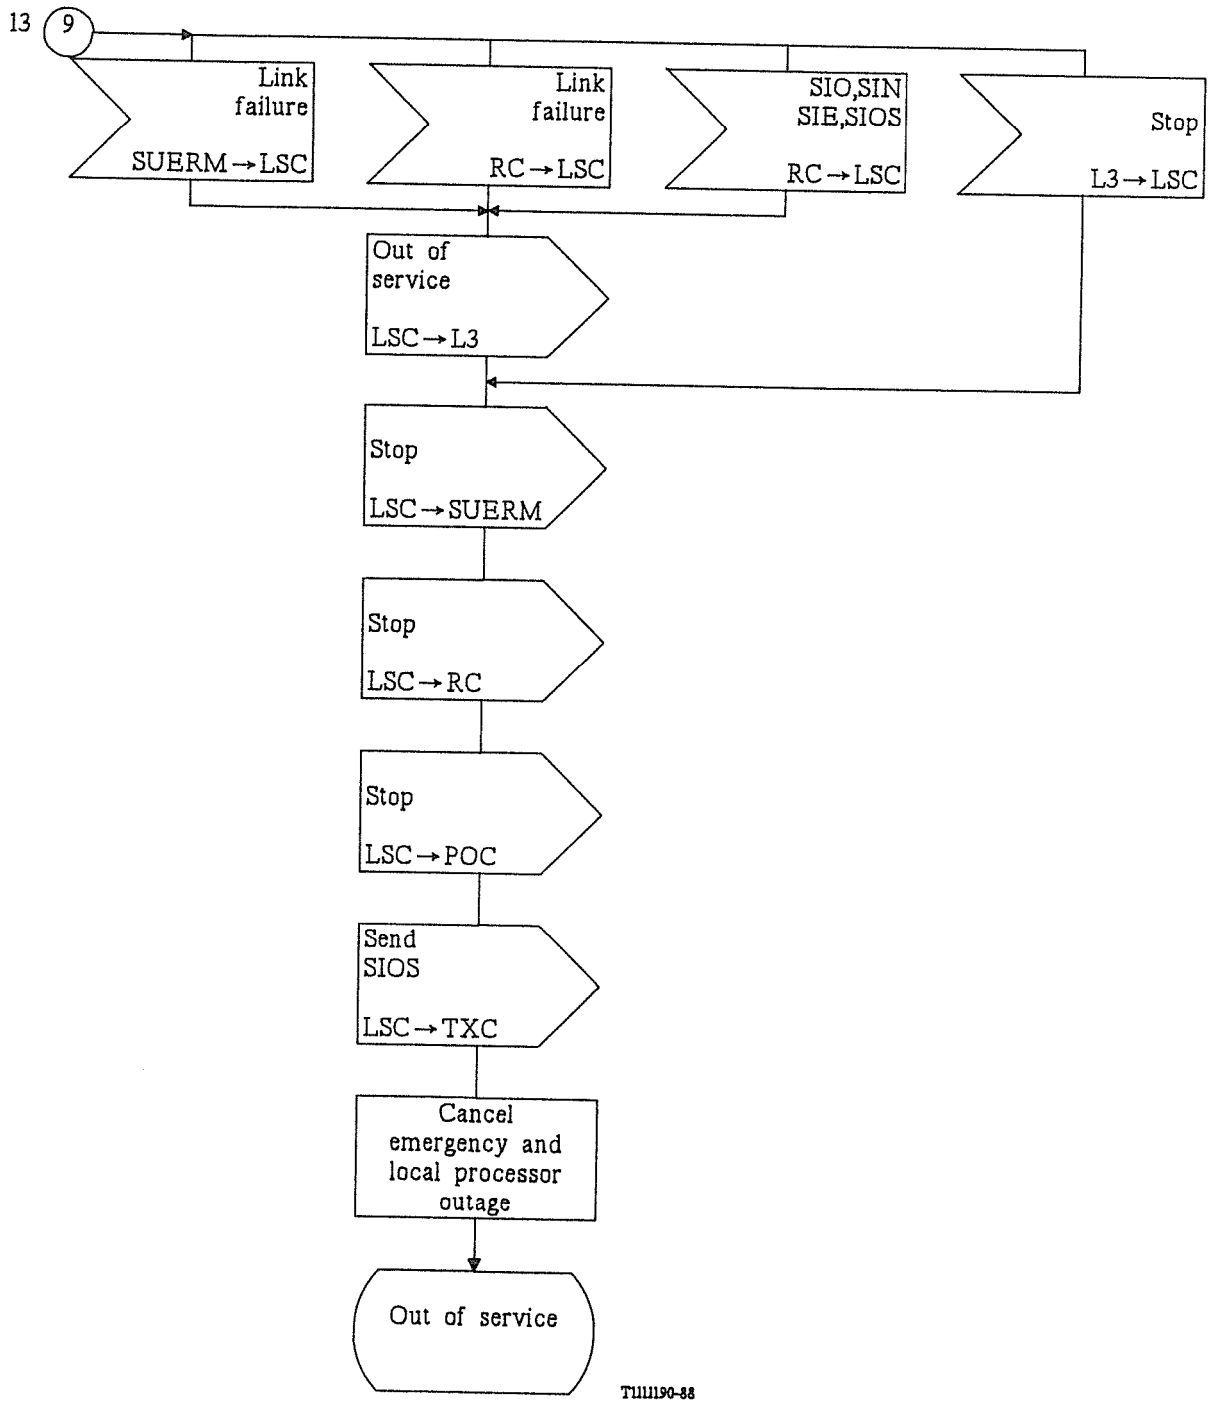 13
9
Link
failure
SUERM→LSC
Link
failure
RC→LSC
SIO,SIN
SIE,SIOS
RC→LSC
Stop
L3→LSC
Out of
service
LSC→L3
Stop
LSC→SUERM
Stop
LSC→RC
Stop
LSC→POC
Send
SIOS
LSC→TXC
Cancel
emergency and
local processor
outage
Out of service
T1111190-88